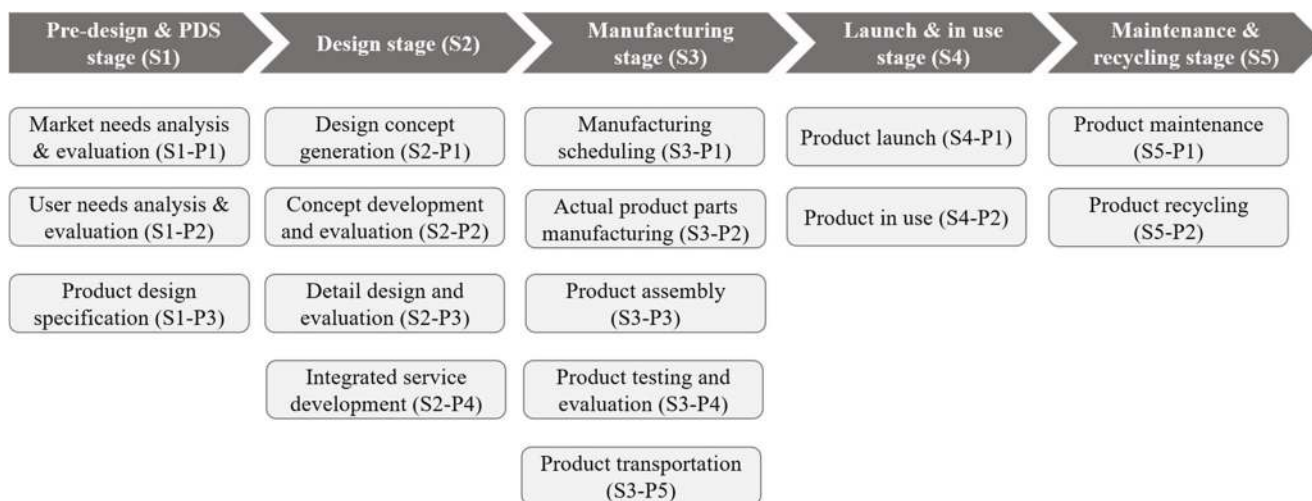 Pre-design & PDS
stage (S1)
Design stage (S2)
Manufacturing
stage (S3)
Launch & in use
stage (S4)
Maintenance &
recycling stage (S5)
Market needs analysis
& evaluation (S1-P1)
User needs analysis &
evaluation (S1-P2)
Product design
specification (S1-P3)
Design concept
generation (S2-P1)
Concept development
and evaluation (S2-P2)
Detail design and
evaluation (S2-P3)
Integrated service
development (S2-P4)
Manufacturing
scheduling (S3-P1)
Actual product parts
manufacturing (S3-P2)
Product assembly
(S3-P3)
Product testing and
evaluation (S3-P4)
Product transportation
(S3-P5)
Product launch (S4-P1)
Product in use (S4-P2)
Product maintenance
(S5-P1)
Product recycling
(S5-P2)